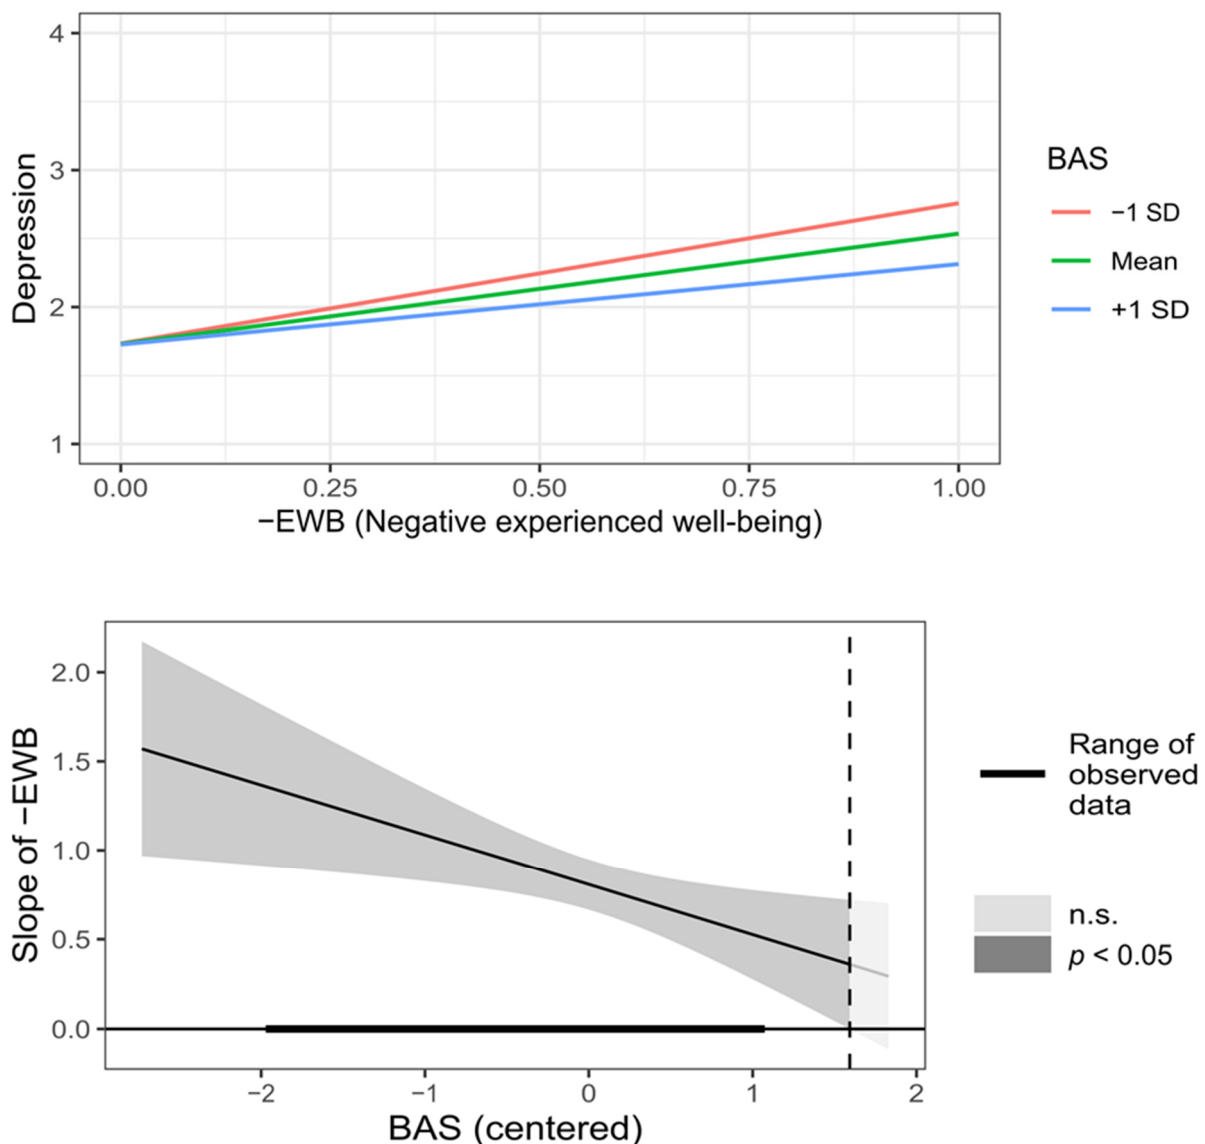 4
3
2
1
Depression
0.00 0.25 0.50 0.75 1.00
−EWB (Negative experienced well-being)
BAS
−1 SD
Mean
+1 SD
2.0
1.5
1.0
0.5
0.0
Slope of −EWB
−2 −1 0 1 2
BAS (centered)
Range of
observed
data
n.s.
p < 0.05